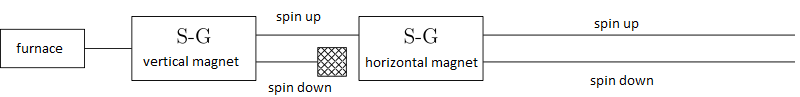 furnace
S-G
vertical magnet
spin up
spin down
S-G
horizontal magnet
spin up
spin down